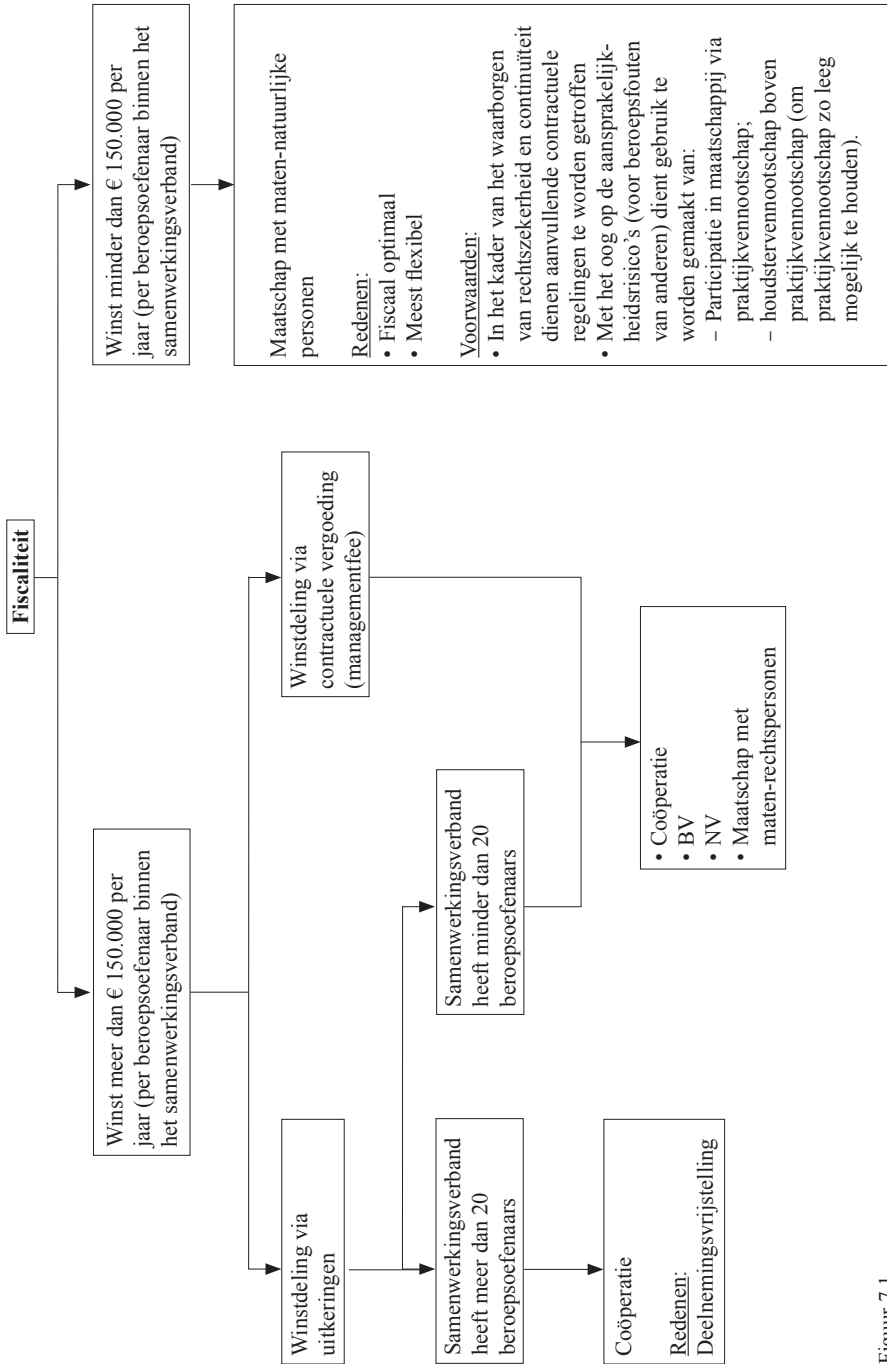 Fiscaliteit
Winst meer dan € 150.000 per
jaar (per beroepsoefenaar binnen
het samenwerkingsverband)
Winst minder dan € 150.000 per
jaar (per beroepsoefenaar binnen het
samenwerkingsverband)
Winstdeling via
uitkeringen
Winstdeling via
contractuele vergoeding
(managementfee)
Maatschap met maten-natuurlijke
personen
Redenen:
• Fiscaal optimaal
• Meest flexibel
Voorwaarden:
• In het kader van het waarborgen
van rechtszekerheid en continuïteit
dienen aanvullende contractuele
regelingen te worden getroffen
• Met het oog op de aansprakelijk-
heidsrisico’s (voor beroepsfouten
van anderen) dient gebruik te
worden gemaakt van:
– Participatie in maatschappij via
praktijkvennootschap;
– houdstervennootschap boven
praktijkvennootschap (om
praktijkvennootschap zo leeg
mogelijk te houden).
Samenwerkingsverband
heeft meer dan 20
beroepsoefenaars
Samenwerkingsverband
heeft minder dan 20
beroepsoefenaars
Coöperatie
Redenen:
Deelnemingsvrijstelling
• Coöperatie
• BV
• NV
• Maatschap met
maten-rechtspersonen
Figuur 7.1